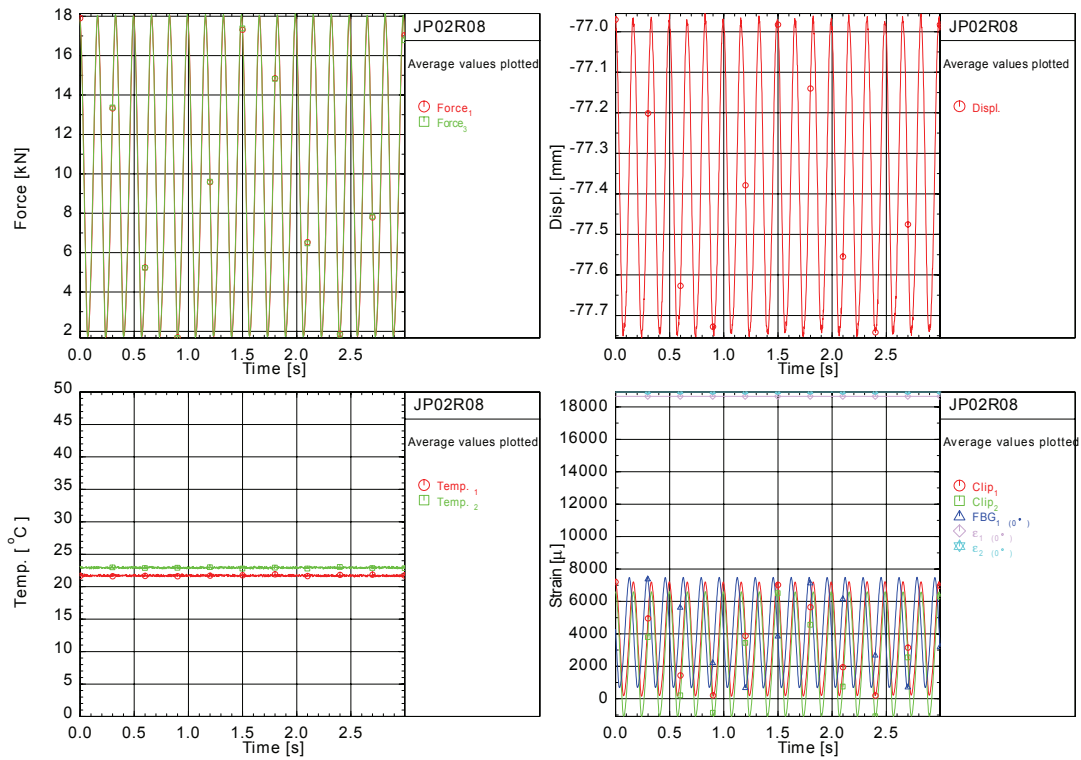 JP02R08
Average values plotted
Force1
Force3
Force [kN]
18
16
14
12
10
8
6
4
2
0.0 0.5 1.0 1.5 2.0 2.5
Time [s]
JP02R08
Average values plotted
Displ.
Displ. [mm]
-77.0
-77.1
-77.2
-77.3
-77.4
-77.5
-77.6
-77.7
0.0 0.5 1.0 1.5 2.0 2.5
Time [s]
JP02R08
Average values plotted
Temp. 1
Temp. 2
Temp. [°C]
50
45
40
35
30
25
20
15
10
5
0
0.0 0.5 1.0 1.5 2.0 2.5
Time [s]
JP02R08
Average values plotted
Clip1
Clip2
FBG1 (0°)
ε1 (0°)
ε2 (0°)
Strain [μ]
18000
16000
14000
12000
10000
8000
6000
4000
2000
0
0.0 0.5 1.0 1.5 2.0 2.5
Time [s]